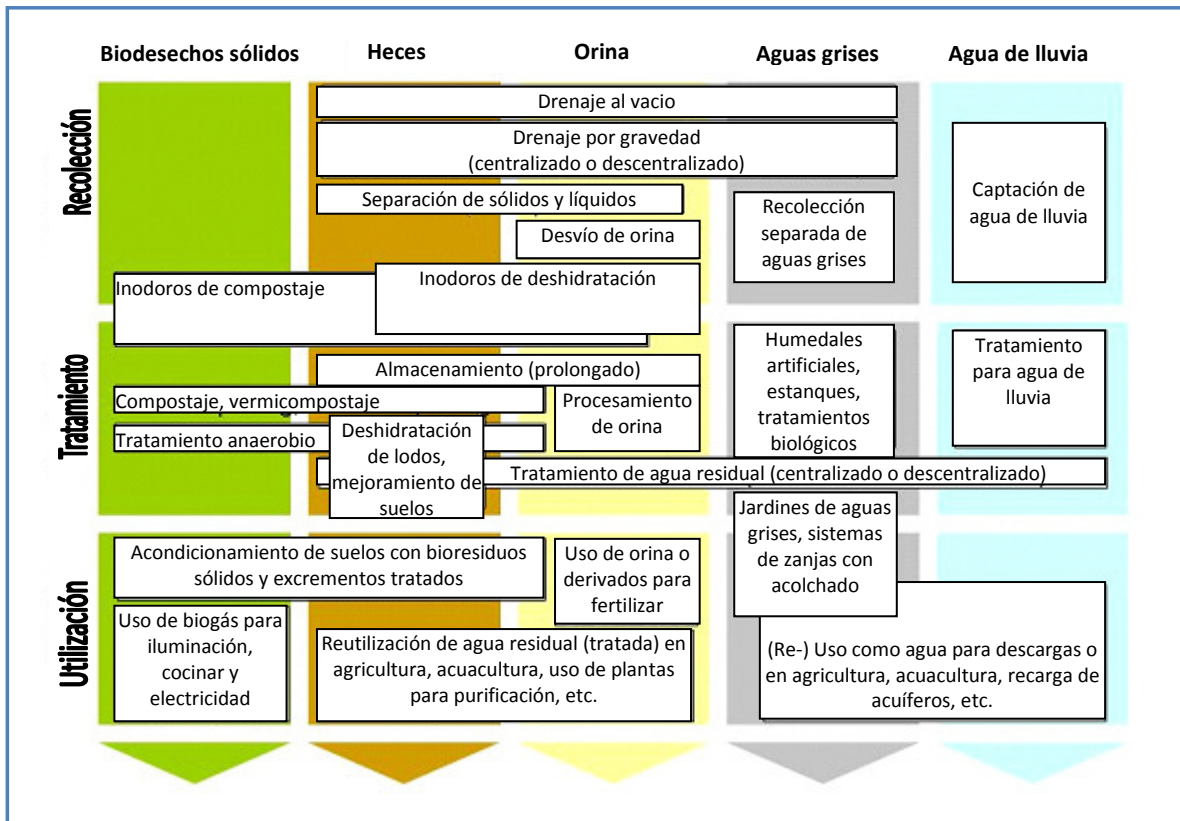 Biodesechos sólidos
Heces
Orina
Aguas grises
Agua de lluvia
Recolección
Drenaje al vacio
Drenaje por gravedad
(centralizado o descentralizado)
Separación de sólidos y líquidos
Desvío de orina
Recolección
separada de
aguas grises
Captación de
agua de lluvia
Inodoros de compostaje
Inodoros de deshidratación
Tratamiento
Almacenamiento (prolongado)
Compostaje, vermicompostaje
Procesamiento
de orina
Tratamiento anaerobio
Deshidratación
de lodos,
mejoramiento de
suelos
Humedales
artificiales,
estanques,
tratamientos
biológicos
Tratamiento
para agua de
lluvia
Tratamiento de agua residual (centralizado o descentralizado)
Utilización
Acondicionamiento de suelos con bioresiduos
sólidos y excrementos tratados
Uso de orina o
derivados para
fertilizar
Jardines de aguas
grises, sistemas
de zanjas con
acolchado
Uso de biogás para
iluminación,
cocinar y
electricidad
Reutilización de agua residual (tratada) en
agricultura, acuacultura, uso de plantas
para purificación, etc.
(Re-) Uso como agua para descargas o
en agricultura, acuacultura, recarga de
acuíferos, etc.